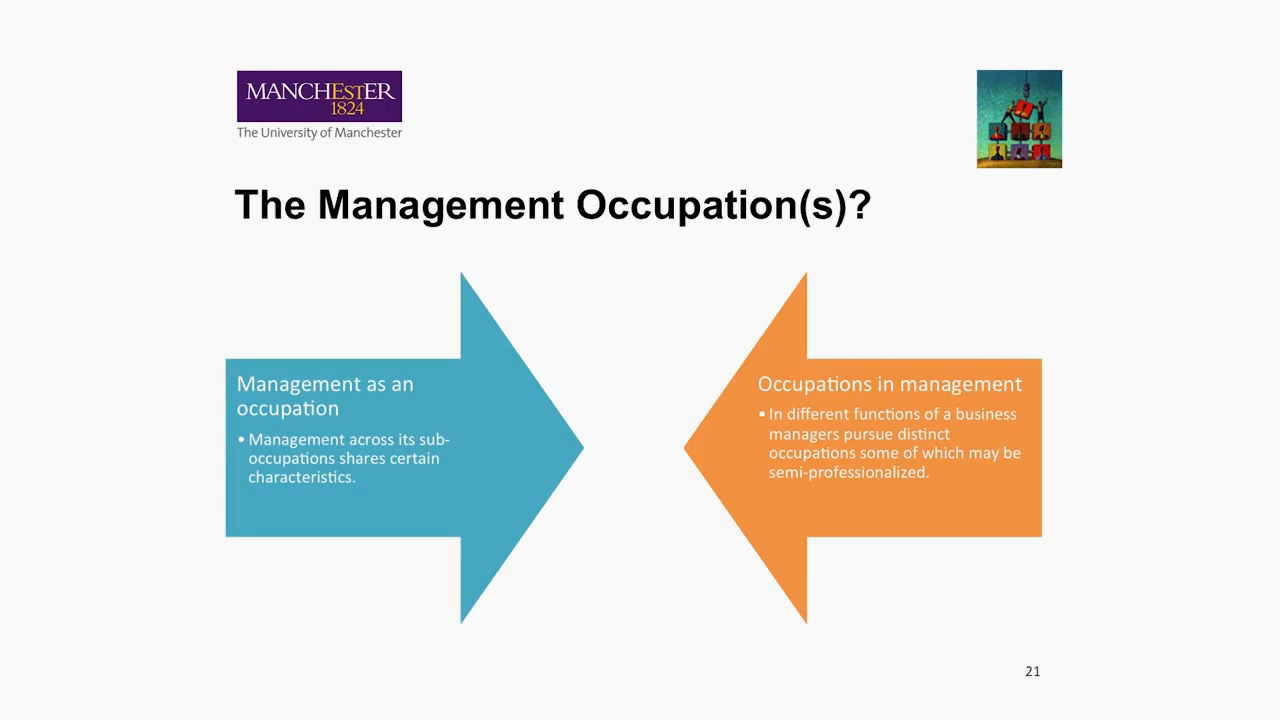 MANCHEsTER
1824
The University of Manchester
The Management Occupation(s)?
Management as an
occupation
• Management across its sub-
occupations shares certain
characteristics.
Occupations in management
• In different functions of a business
managers pursue distinct
occupations some of which may be
semi-professionalized.
21